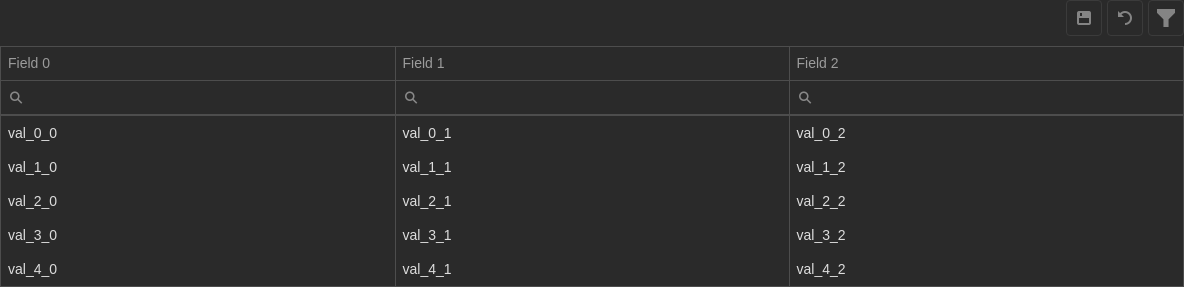 Field 0 Field 1 Field 2
val_0_0 val_0_1 val_0_2
val_1_0 val_1_1 val_1_2
val_2_0 val_2_1 val_2_2
val_3_0 val_3_1 val_3_2
val_4_0 val_4_1 val_4_2